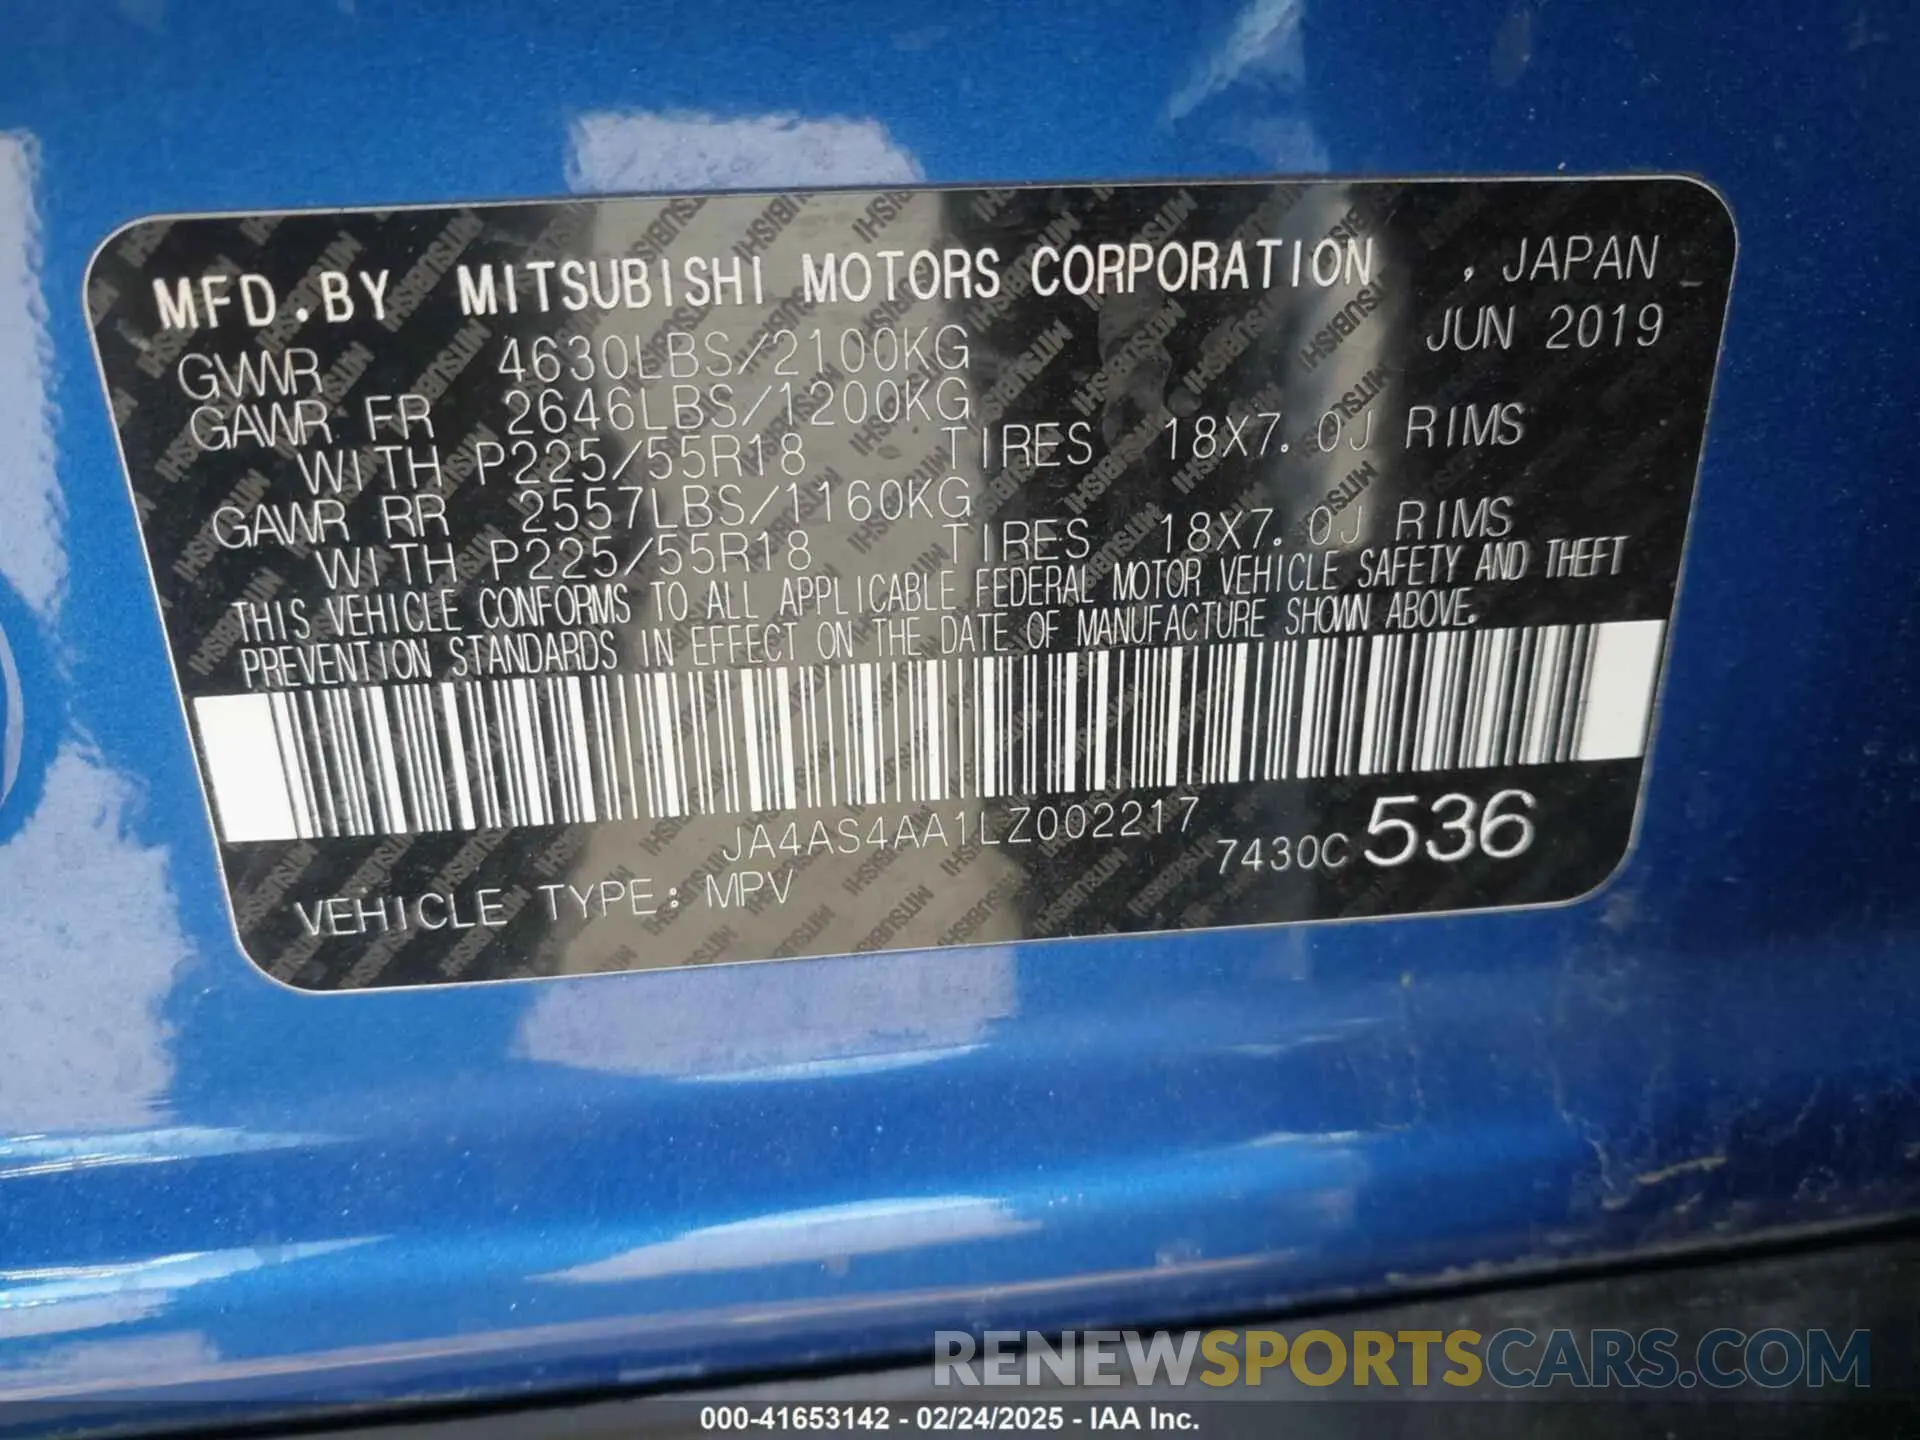 MFD.BY MITSUBISHI MOTORS CORPORATION , JAPAN
JUN 2019
GVWR 4630LBS/2100KG
GAWR FR 2646LBS/1200KG
WITH P225/55R18 TIRES 18X7.0J RIMS
GAWR RR 2557LBS/1160KG
WITH P225/55R18 TIRES 18X7.0J RIMS
THIS VEHICLE CONFORMS TO ALL APPLICABLE FEDERAL MOTOR VEHICLE SAFETY AND THEFT
PREVENTION STANDARDS IN EFFECT ON THE DATE OF MANUFACTURE SHOWN ABOVE.
JA4AS4AA1LZ002217
7430C 536
VEHICLE TYPE: MPV
RENEWSPORTSCARS.COM
000-41653142 - 02/24/2025 - IAA Inc.